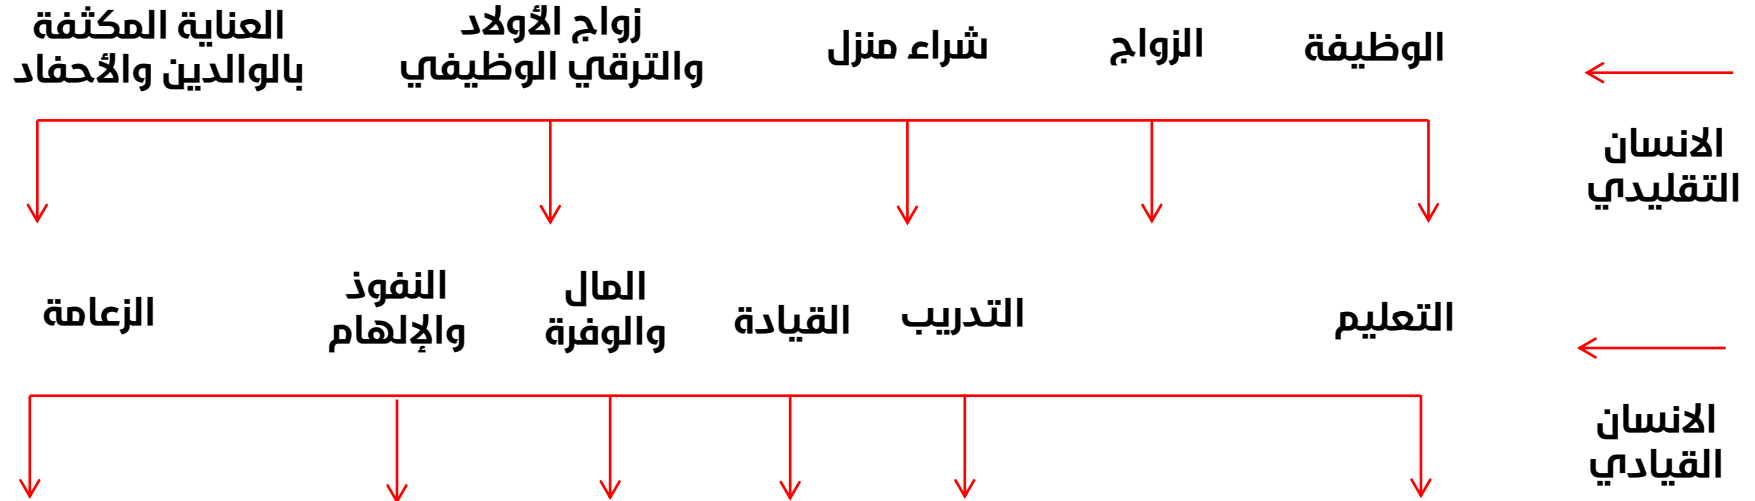 الانسان
التقليدي
الوظيفة
الزواج
شراء منزل
زواج الأولاد
والترقي الوظيفي
العناية المكثفة
بالوالدين والأحفاد
الانسان
القيادي
التعليم
التدريب
القيادة
المال
والوفرة
النفوذ
والإلهام
الزعامة